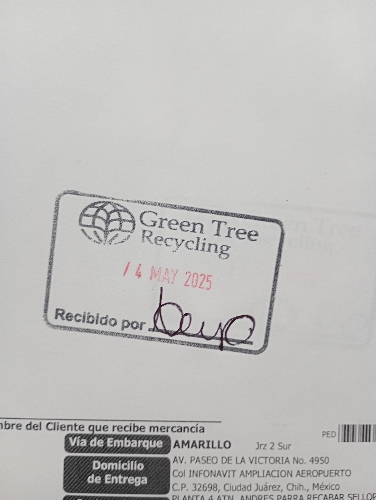 Green Tree
Recycling
14 MAY 2025
Recibido por
mbre del Cliente que recibe mercancía
PED
Vía de Embarque AMARILLO Jrz 2 Sur
Domicilio de Entrega
AV. PASEO DE LA VICTORIA No. 4950
Col INFONAVIT AMPLIACION AEROPUERTO
C.P. 32698, Ciudad Juárez, Chih., México
PLANTA 4 ATN. ANDRES PARRA RECABAR SELLO